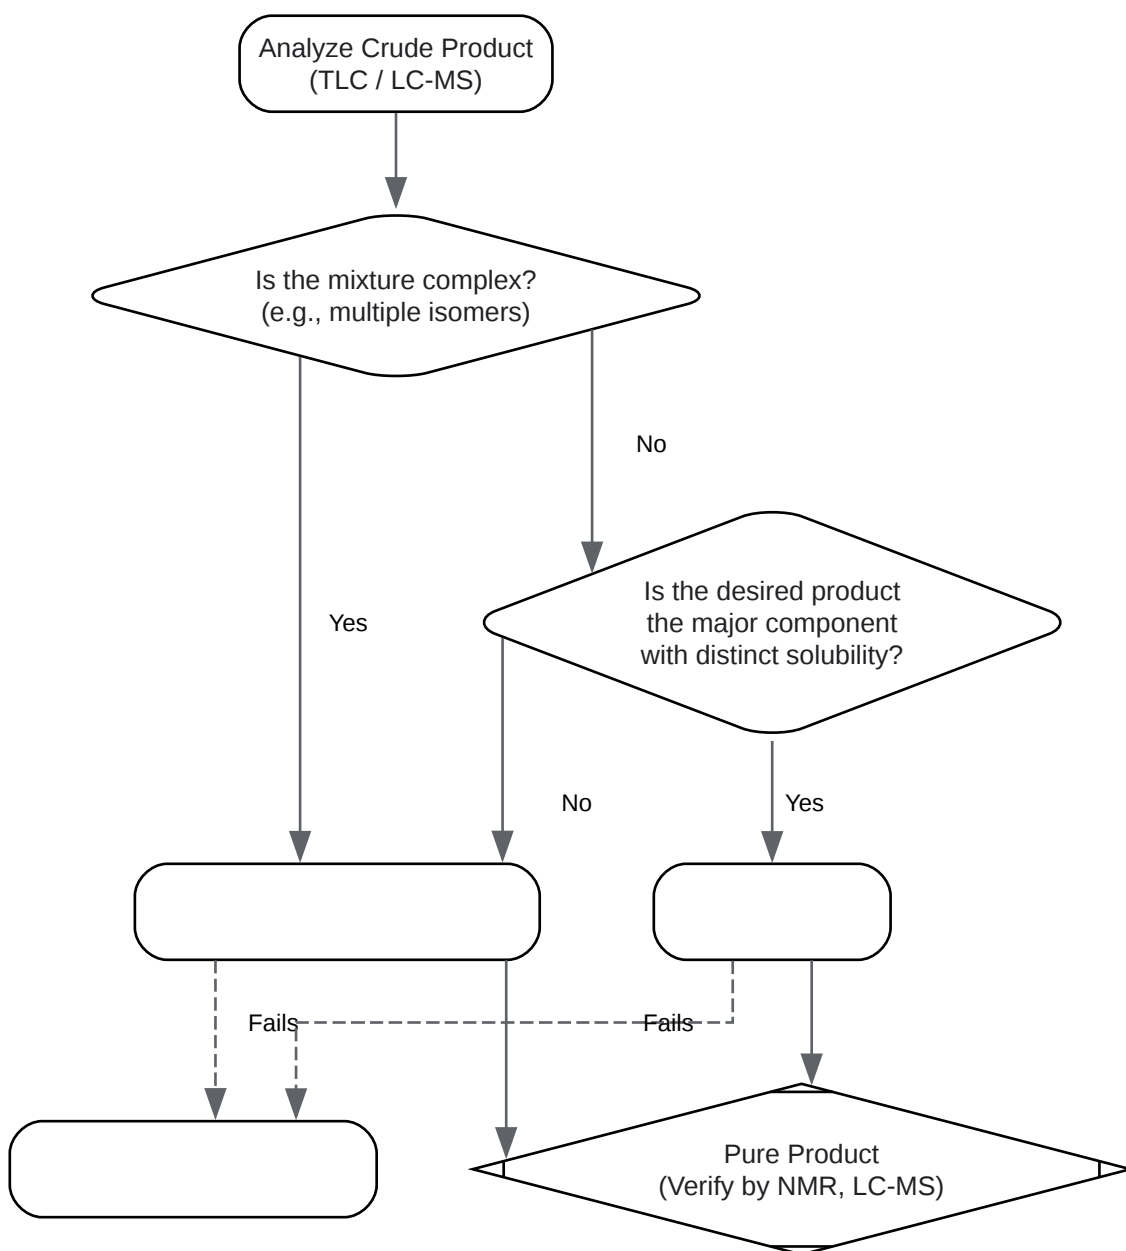 Analyze Crude Product
(TLC / LC-MS)
Is the mixture complex?
(e.g., multiple isomers)
No
Is the desired product
the major component
with distinct solubility?
Yes
No
Yes
Fails
Fails
Pure Product
(Verify by NMR, LC-MS)